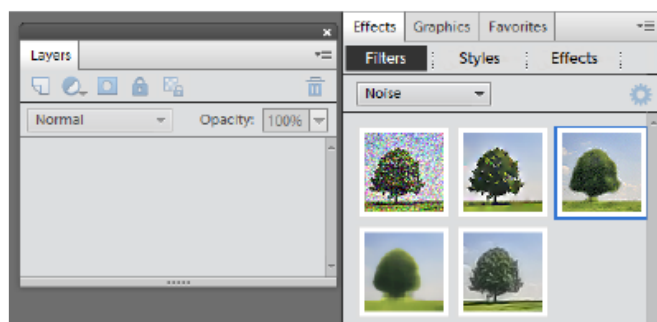 Layers
Normal Opacity: 100%
Effects Graphics Favorites
Filters Styles Effects
Noise